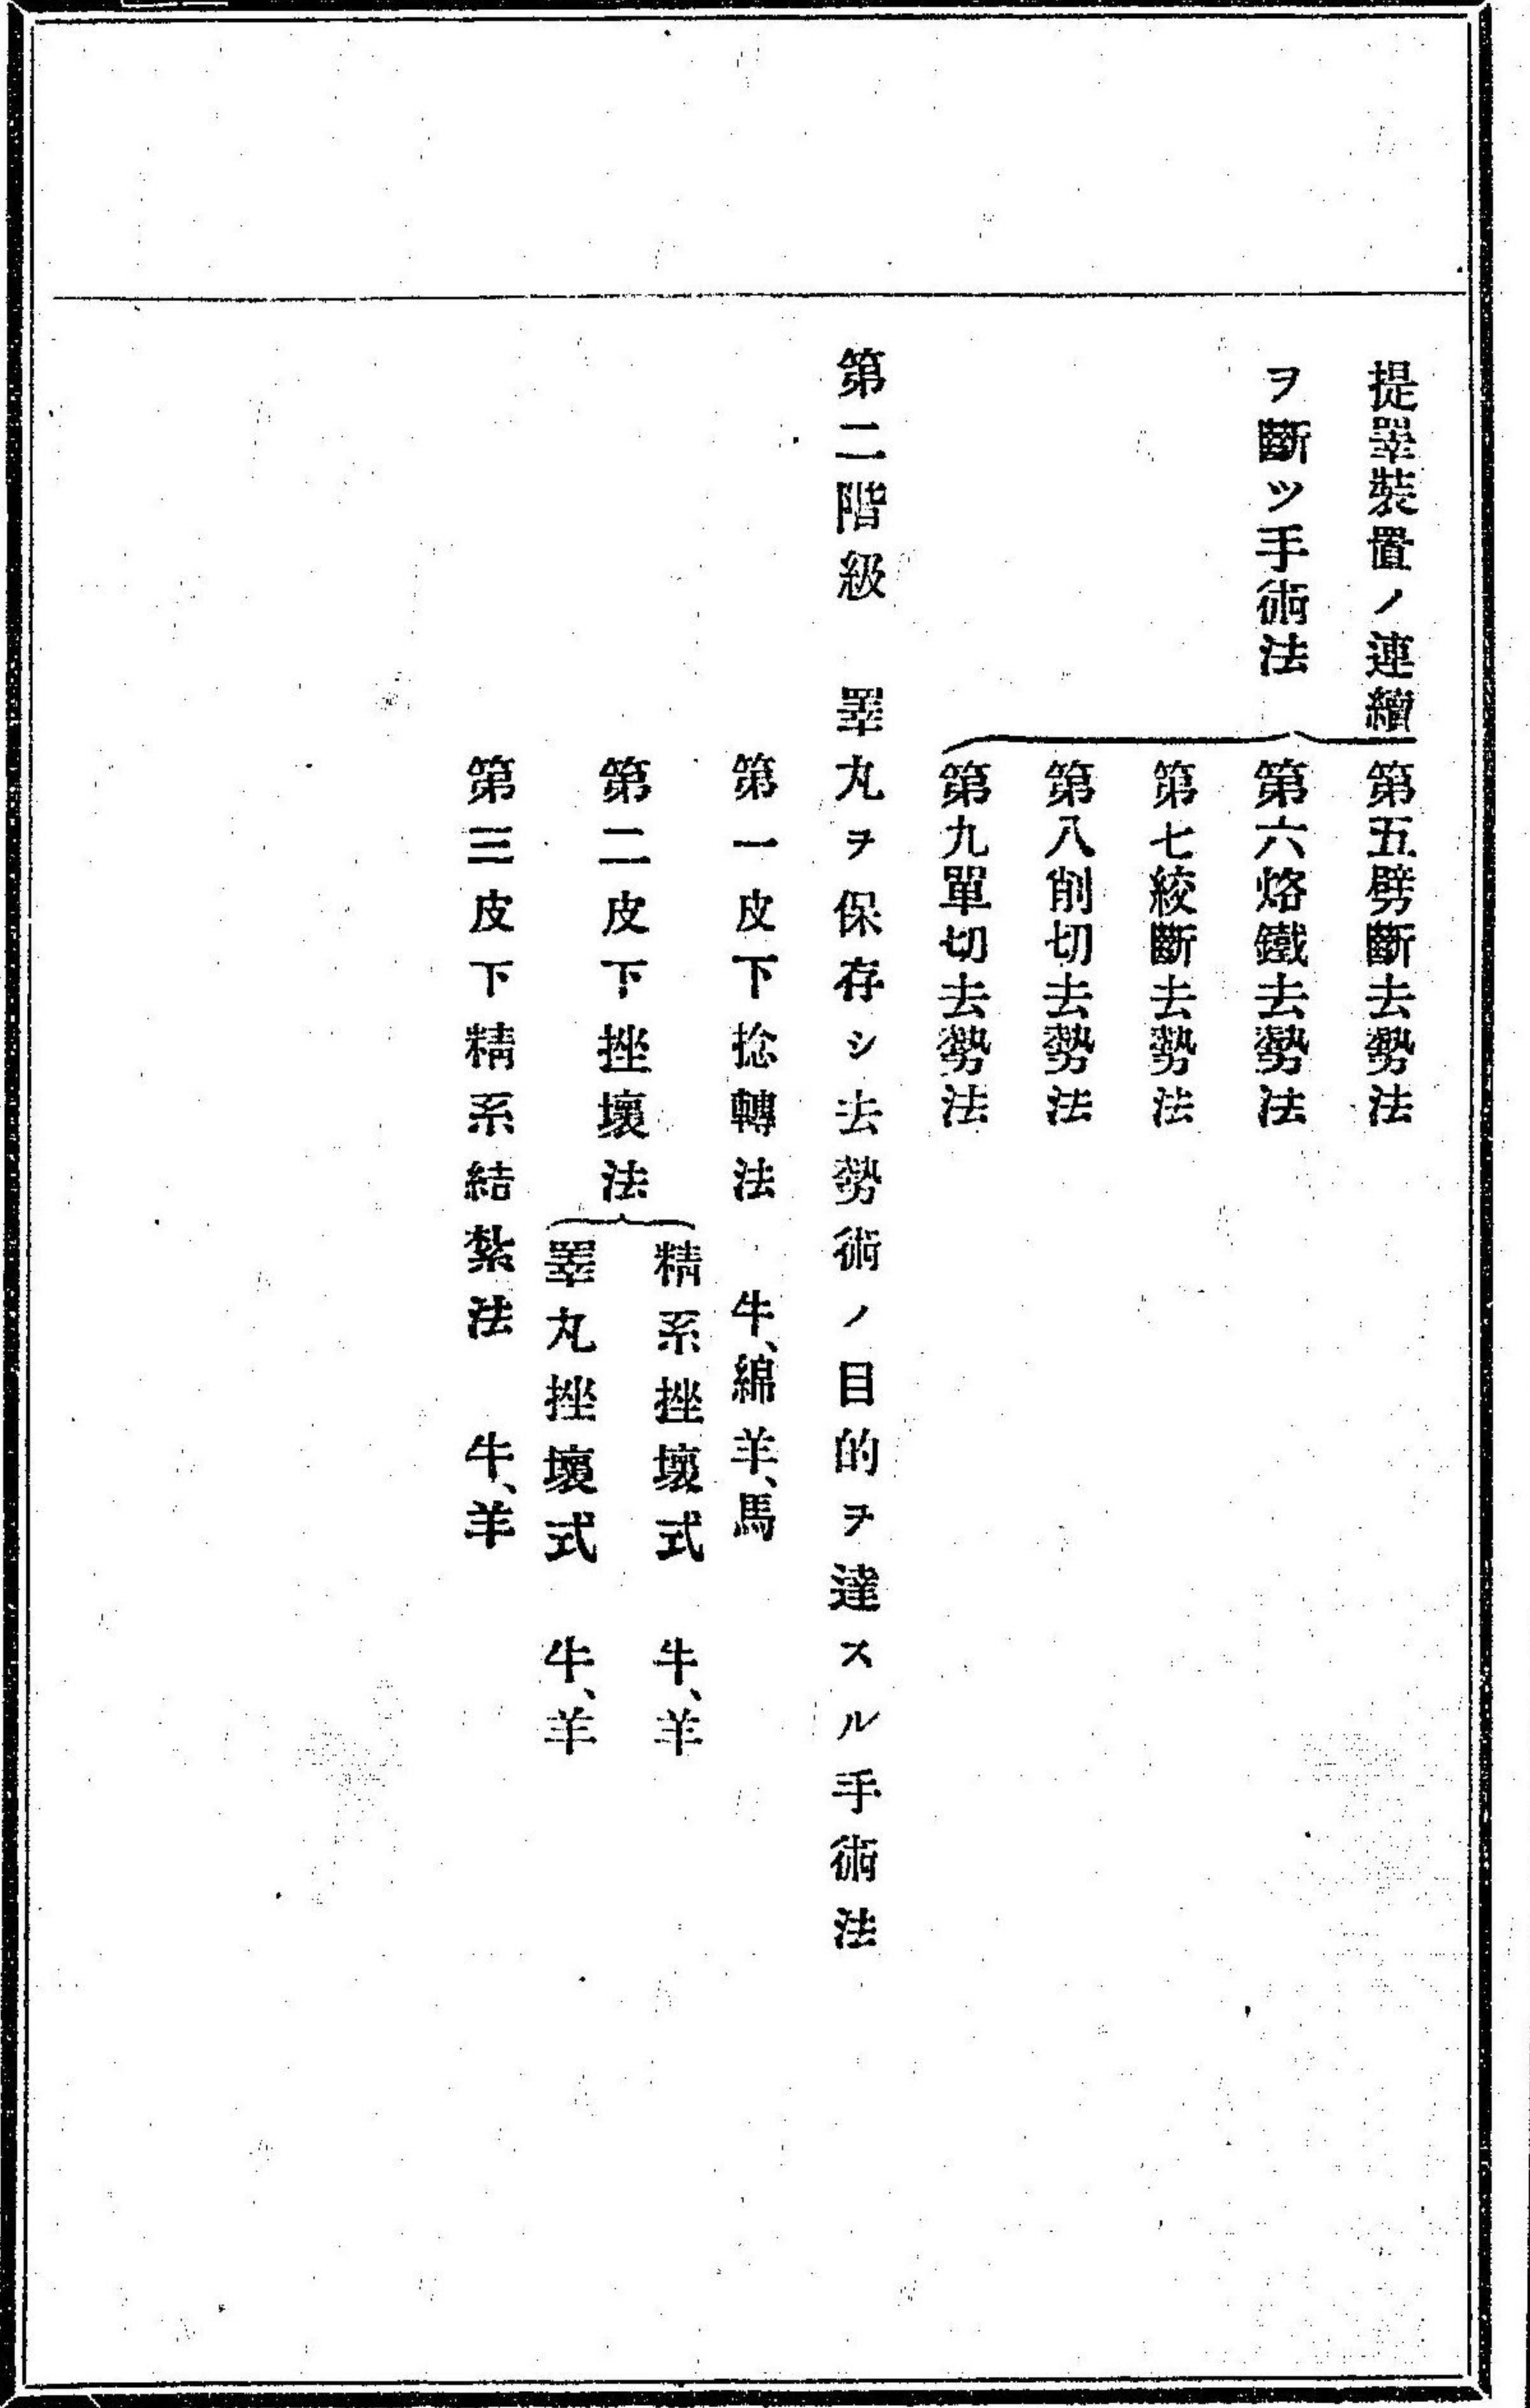 提睪裝置ノ連續
ヲ斷ツ手術法
第五劈斷去勢法
第六烙鐵去勢法
第七絞斷去勢法
第八削切去勢法
第九單切去勢法
第二階級　睪丸ヲ保存シ去勢術ノ目的ヲ達スル手術法
第一皮下捻轉法　牛、綿羊、馬
第二皮下挫壞法
精系挫壞式　牛、羊
睪丸挫壞式　牛、羊
第三皮下精系結紮法　牛、羊